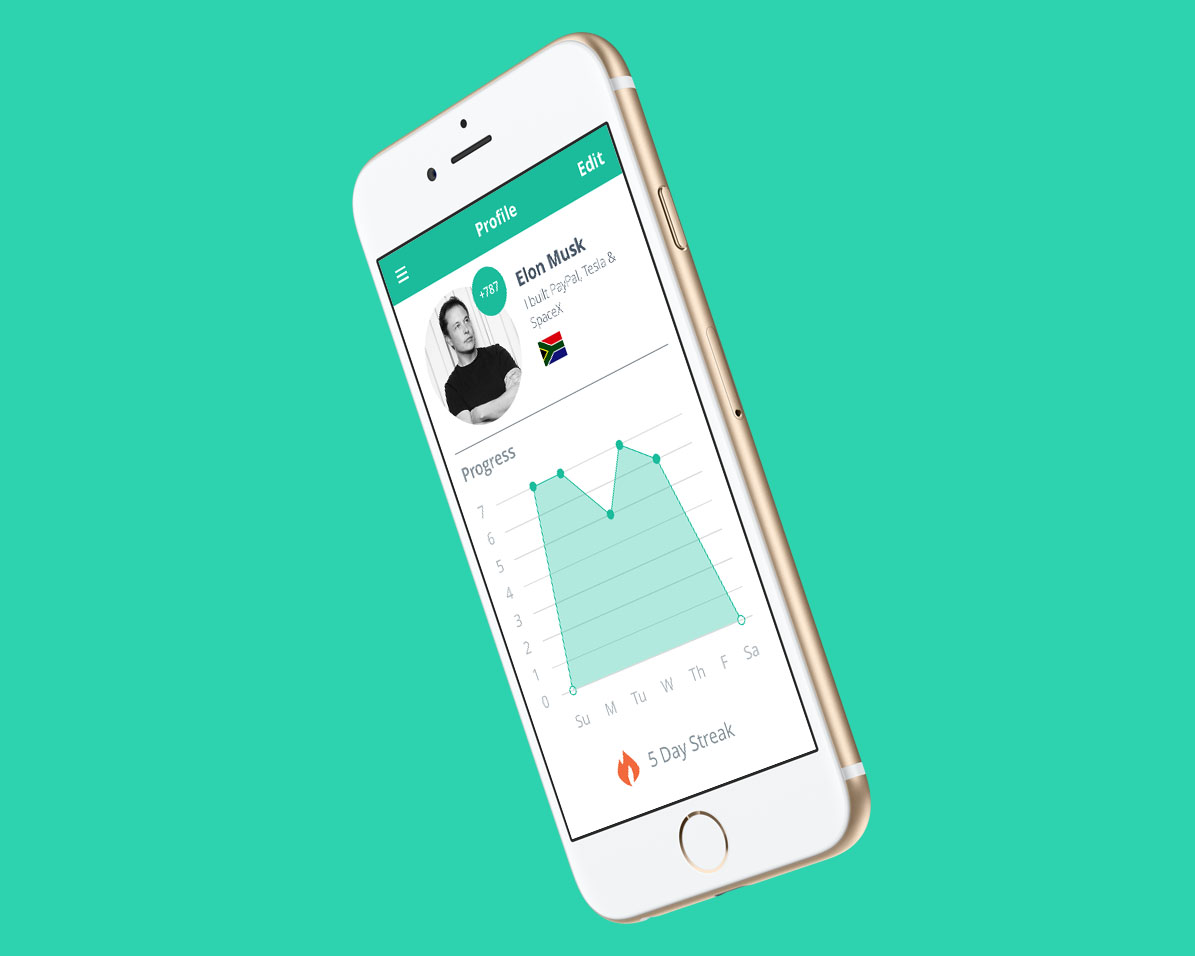 Edit
Profile
+787
Elon Musk
I built PayPal, Tesla &
SpaceX
Progress
7
6
5
4
3
2
1
0
Su M Tu W Th F Sa
5 Day Streak